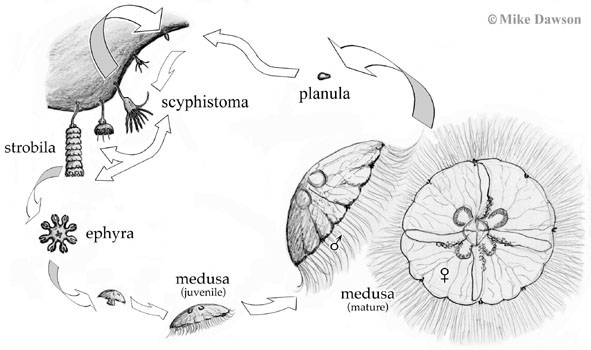 © Mike Dawson
scyphistoma
planula
strobila
ephyra
♂
medusa
(juvenile)
medusa
(mature)
♀